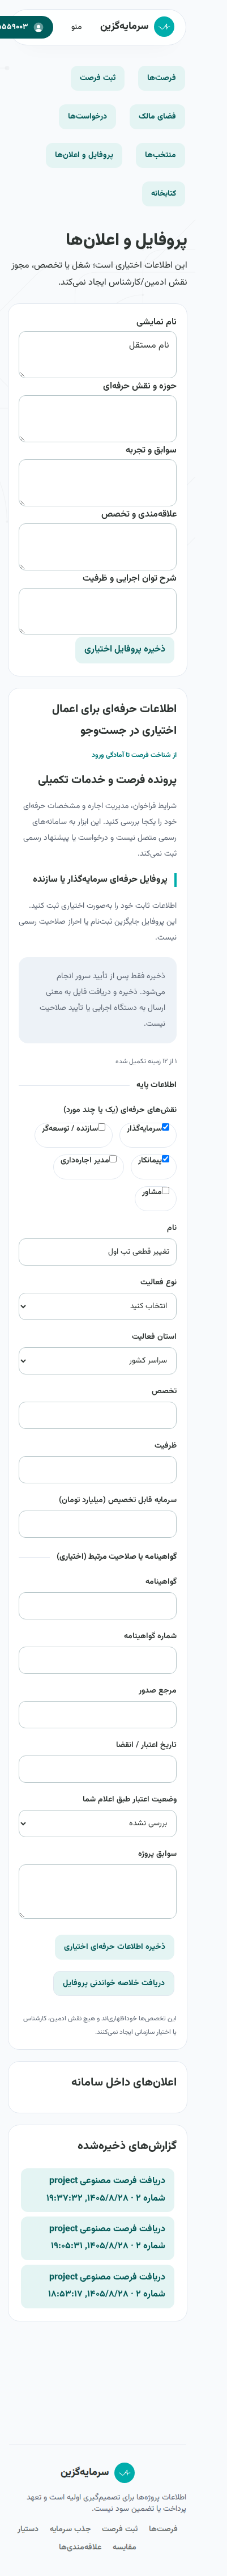 سرمایه‌گزین
منو
۵۵۵۹۰۰۳
فرصت‌ها
ثبت فرصت
فضای مالک
درخواست‌ها
منتخب‌ها
پروفایل و اعلان‌ها
کتابخانه
پروفایل و اعلان‌ها
این اطلاعات اختیاری است؛ شغل یا تخصص، مجوز
نقش ادمین/کارشناس ایجاد نمی‌کند.
نام نمایشی
نام مستقل
حوزه و نقش حرفه‌ای
سوابق و تجربه
علاقه‌مندی و تخصص
شرح توان اجرایی و ظرفیت
ذخیره پروفایل اختیاری
اطلاعات حرفه‌ای برای اعمال
اختیاری در جست‌وجو
از شناخت فرصت تا آمادگی ورود
پرونده فرصت و خدمات تکمیلی
شرایط فراخوان، مدیریت اجاره و مشخصات حرفه‌ای
خود را یکجا بررسی کنید. این ابزار به سامانه‌های
رسمی متصل نیست و درخواست یا پیشنهاد رسمی
ثبت نمی‌کند.
پروفایل حرفه‌ای سرمایه‌گذار یا سازنده
اطلاعات ثابت خود را به‌صورت اختیاری ثبت کنید.
این پروفایل جایگزین ثبت‌نام یا احراز صلاحیت رسمی
نیست.
ذخیره فقط پس از تأیید سرور انجام
می‌شود. ذخیره و دریافت فایل به معنی
ارسال به دستگاه اجرایی یا تأیید صلاحیت
نیست.
۱ از ۱۲ زمینه تکمیل شده
اطلاعات پایه
نقش‌های حرفه‌ای (یک یا چند مورد)
سرمایه‌گذار
سازنده / توسعه‌گر
پیمانکار
مدیر اجاره‌داری
مشاور
نام
تغییر قطعی تب اول
نوع فعالیت
انتخاب کنید
استان فعالیت
سراسر کشور
تخصص
ظرفیت
سرمایه قابل تخصیص (میلیارد تومان)
گواهینامه یا صلاحیت مرتبط (اختیاری)
گواهینامه
شماره گواهینامه
مرجع صدور
تاریخ اعتبار / انقضا
وضعیت اعتبار طبق اعلام شما
بررسی نشده
سوابق پروژه
ذخیره اطلاعات حرفه‌ای اختیاری
دریافت خلاصه خواندنی پروفایل
این تخصص‌ها خوداظهاری‌اند و هیچ نقش ادمین، کارشناس
یا اختیار سازمانی ایجاد نمی‌کنند.
اعلان‌های داخل سامانه
گزارش‌های ذخیره‌شده
دریافت فرصت مصنوعی project
شماره ۲ · ۱۴۰۵/۸/۲۸, ۱۹:۳۷:۳۲
دریافت فرصت مصنوعی project
شماره ۲ · ۱۴۰۵/۸/۲۸, ۱۹:۰۵:۳۱
دریافت فرصت مصنوعی project
شماره ۲ · ۱۴۰۵/۸/۲۸, ۱۸:۵۳:۱۷
سرمایه‌گزین
اطلاعات پروژه‌ها برای تصمیم‌گیری اولیه است و تعهد
پرداخت یا تضمین سود نیست.
فرصت‌ها
ثبت فرصت
جذب سرمایه
دستیار
مقایسه
علاقه‌مندی‌ها